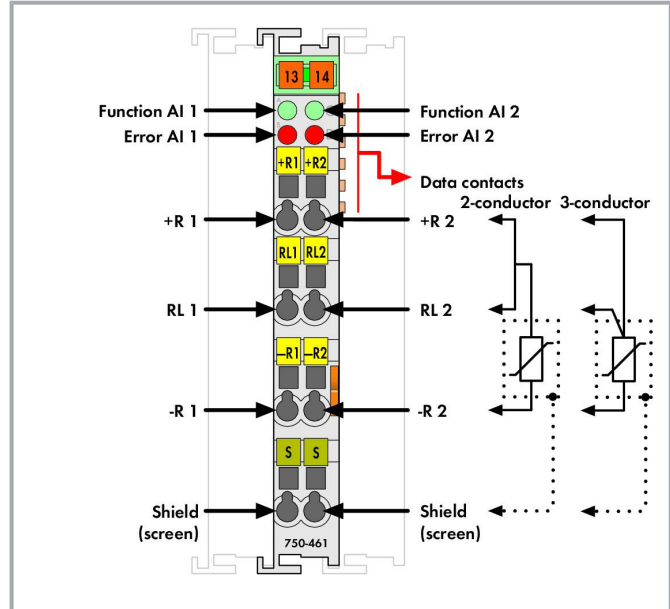 13 14
Function AI 1
Function AI 2
Error AI 1
Error AI 2
+R1 +R2
Data contacts
2-conductor 3-conductor
+R 1
+R 2
RL1 RL2
RL 1
RL 2
–R1 –R2
-R 1
-R 2
S S
Shield
(screen)
Shield
(screen)
750-461